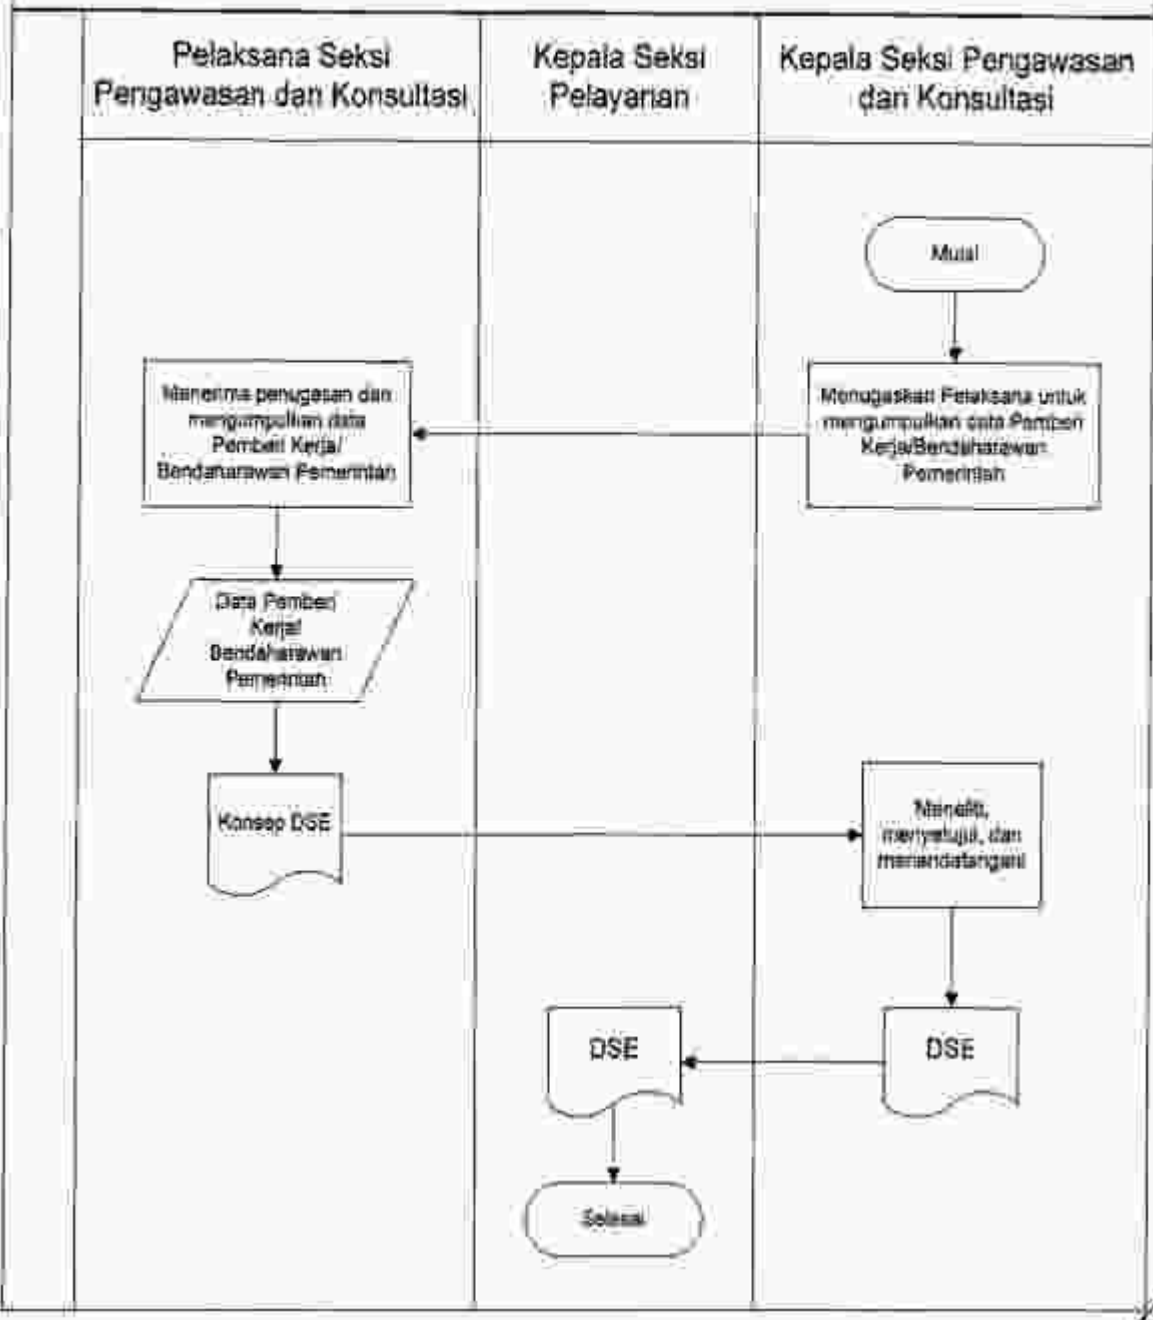 Pelaksana Seksi
Pengawasan dan Konsultasi
Kepala Seksi
Pelayanan
Kepala Seksi Pengawasan
dan Konsultasi
Mulai
Menerima penugasan dan
mengumpulkan data
Pemberi Kerja/
Bendaharawan Pemerintah
Menugaskan Pelaksana untuk
mengumpulkan data Pemberi
Kerja/Bendaharawan
Pemerintah
Data Pemberi
Kerja/
Bendaharawan
Pemerintah
Konsep DSE
Meneliti,
menyetujui, dan
menandatangani
DSE
DSE
Selesai